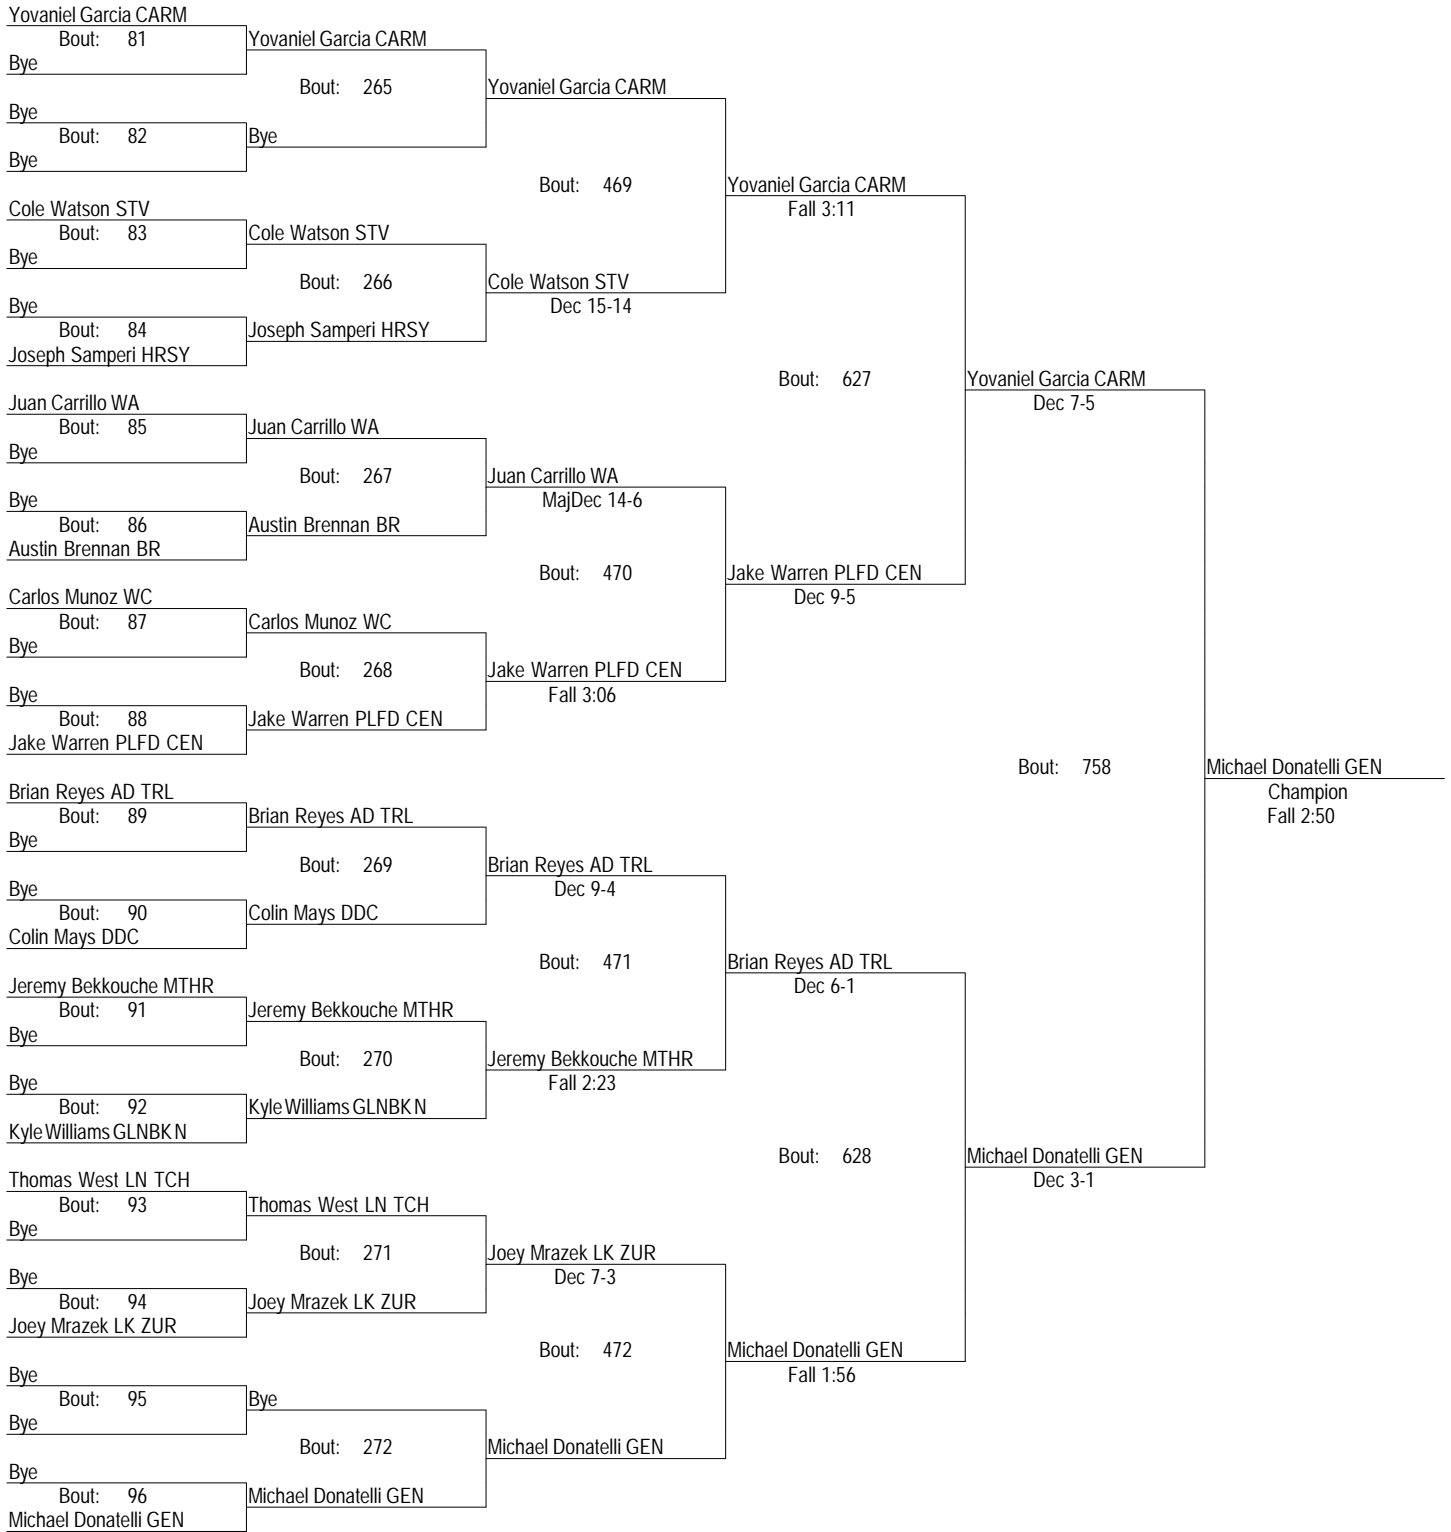 Yovaniel Garcia CARM
Bout: 81 Yovaniel Garcia CARM
Bye
Bout: 265 Yovaniel Garcia CARM
Bye
Bout: 82 Bye
Bye
Bout: 469 Yovaniel Garcia CARM
Cole Watson STV Fall 3:11
Bout: 83 Cole Watson STV
Bye
Bout: 266 Cole Watson STV
Bye Dec 15-14
Bout: 84 Joseph Samperi HRSY
Joseph Samperi HRSY
Bout: 627 Yovaniel Garcia CARM
Juan Carrillo WA Dec 7-5
Bout: 85 Juan Carrillo WA
Bye
Bout: 267 Juan Carrillo WA
Bye MajDec 14-6
Bout: 86 Austin Brennan BR
Austin Brennan BR
Bout: 470 Jake Warren PLFD CEN
Carlos Munoz WC Dec 9-5
Bout: 87 Carlos Munoz WC
Bye
Bout: 268 Jake Warren PLFD CEN
Bye Fall 3:06
Bout: 88 Jake Warren PLFD CEN
Jake Warren PLFD CEN
Bout: 758 Michael Donatelli GEN
Brian Reyes AD TRL Champion
Bout: 89 Brian Reyes AD TRL Fall 2:50
Bye
Bout: 269 Brian Reyes AD TRL
Bye Dec 9-4
Bout: 90 Colin Mays DDC
Colin Mays DDC
Bout: 471 Brian Reyes AD TRL
Jeremy Bekkouche MTHR Dec 6-1
Bout: 91 Jeremy Bekkouche MTHR
Bye
Bout: 270 Jeremy Bekkouche MTHR
Bye Fall 2:23
Bout: 92 Kyle Williams GLNBK N
Kyle Williams GLNBK N
Bout: 628 Michael Donatelli GEN
Thomas West LN TCH Dec 3-1
Bout: 93 Thomas West LN TCH
Bye
Bout: 271 Joey Mrazek LK ZUR
Bye Dec 7-3
Bout: 94 Joey Mrazek LK ZUR
Joey Mrazek LK ZUR
Bout: 472 Michael Donatelli GEN
Bye Fall 1:56
Bout: 95 Bye
Bye
Bout: 272 Michael Donatelli GEN
Bye
Bout: 96 Michael Donatelli GEN
Michael Donatelli GEN